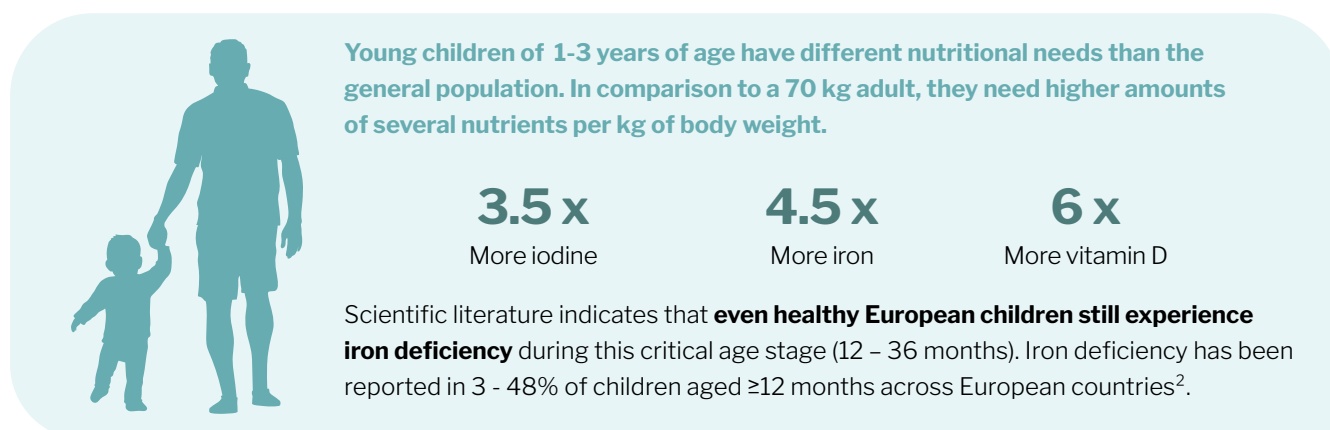 Young children of 1-3 years of age have different nutritional needs than the
general population. In comparison to a 70 kg adult, they need higher amounts
of several nutrients per kg of body weight.
3.5 x
More iodine
4.5 x
More iron
6 x
More vitamin D
Scientific literature indicates that even healthy European children still experience
iron deficiency during this critical age stage (12 – 36 months). Iron deficiency has been
reported in 3 - 48% of children aged ≥12 months across European countries².